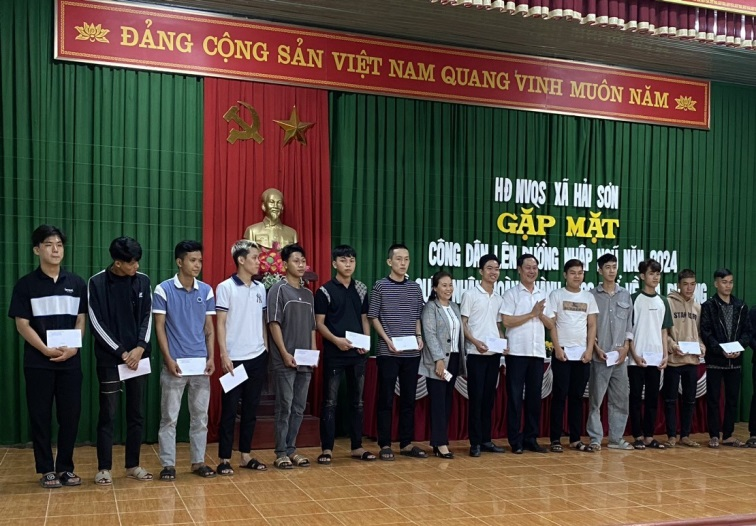 ĐẢNG CỘNG SẢN VIỆT NAM QUANG VINH MUÔN NĂM
HĐ NVQS XÃ HẢI SƠN
GẶP MẶT
CÔNG DÂN LÊN ĐƯỜNG NHẬP NGŨ NĂM 2024